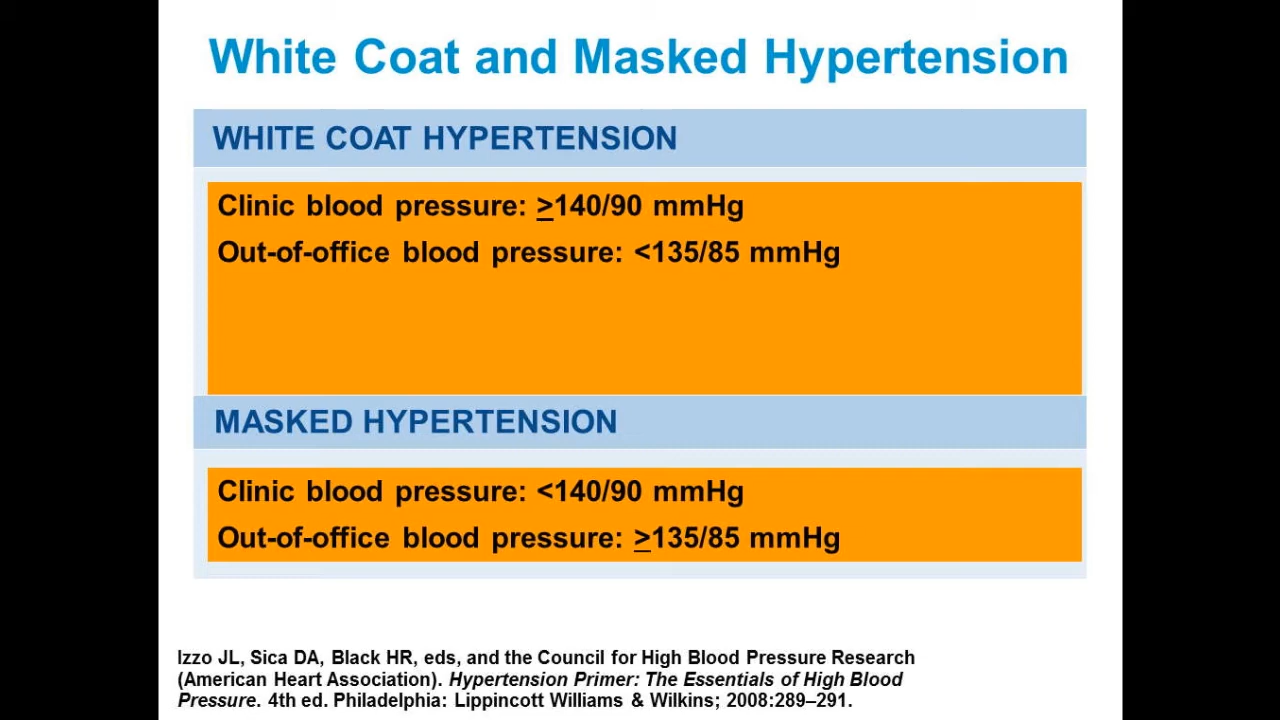 White Coat and Masked Hypertension
WHITE COAT HYPERTENSION
Clinic blood pressure: ≥140/90 mmHg
Out-of-office blood pressure: <135/85 mmHg
MASKED HYPERTENSION
Clinic blood pressure: <140/90 mmHg
Out-of-office blood pressure: ≥135/85 mmHg
Izzo JL, Sica DA, Black HR, eds, and the Council for High Blood Pressure Research
(American Heart Association). Hypertension Primer: The Essentials of High Blood
Pressure. 4th ed. Philadelphia: Lippincott Williams & Wilkins; 2008:289–291.